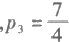 , p₃ = 7/4